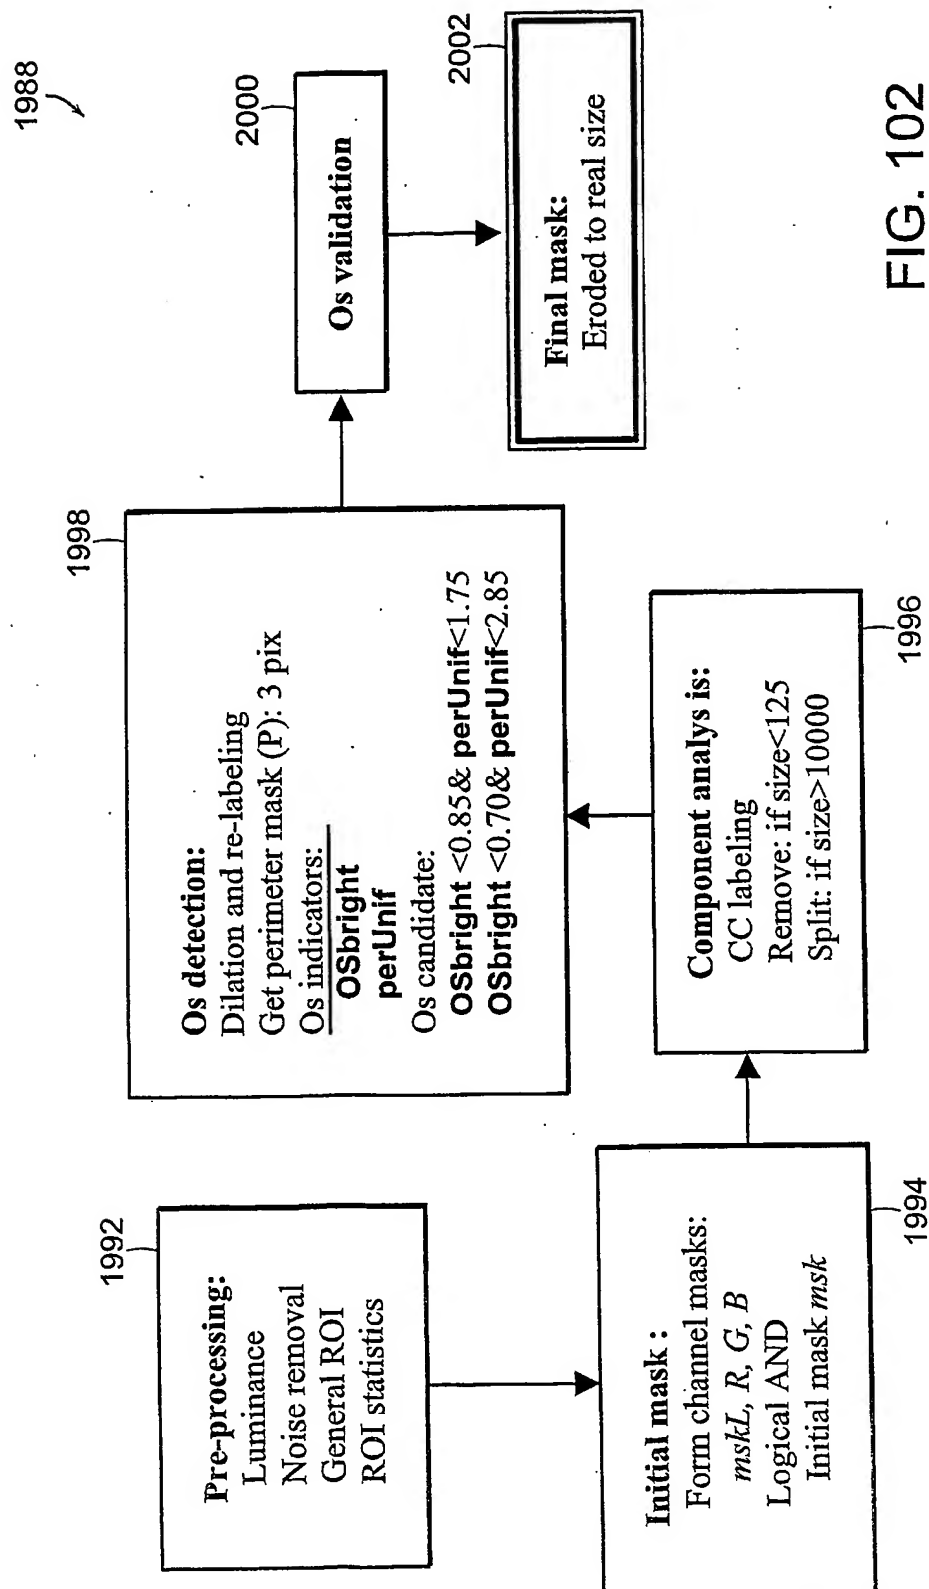 1988
1992
Pre-processing:
Luminance
Noise removal
General ROI
ROI statistics
1994
Initial mask :
Form channel masks:
mskL, R, G, B
Logical AND
Initial mask msk
1996
Component analys is:
CC labeling
Remove: if size<125
Split: if size>10000
1998
Os detection:
Dilation and re-labeling
Get perimeter mask (P): 3 pix
Os indicators:
OSbright
perUnif
Os candidate:
OSbright <0.85& perUnif<1.75
OSbright <0.70& perUnif<2.85
2000
Os validation
2002
Final mask:
Eroded to real size
FIG. 102